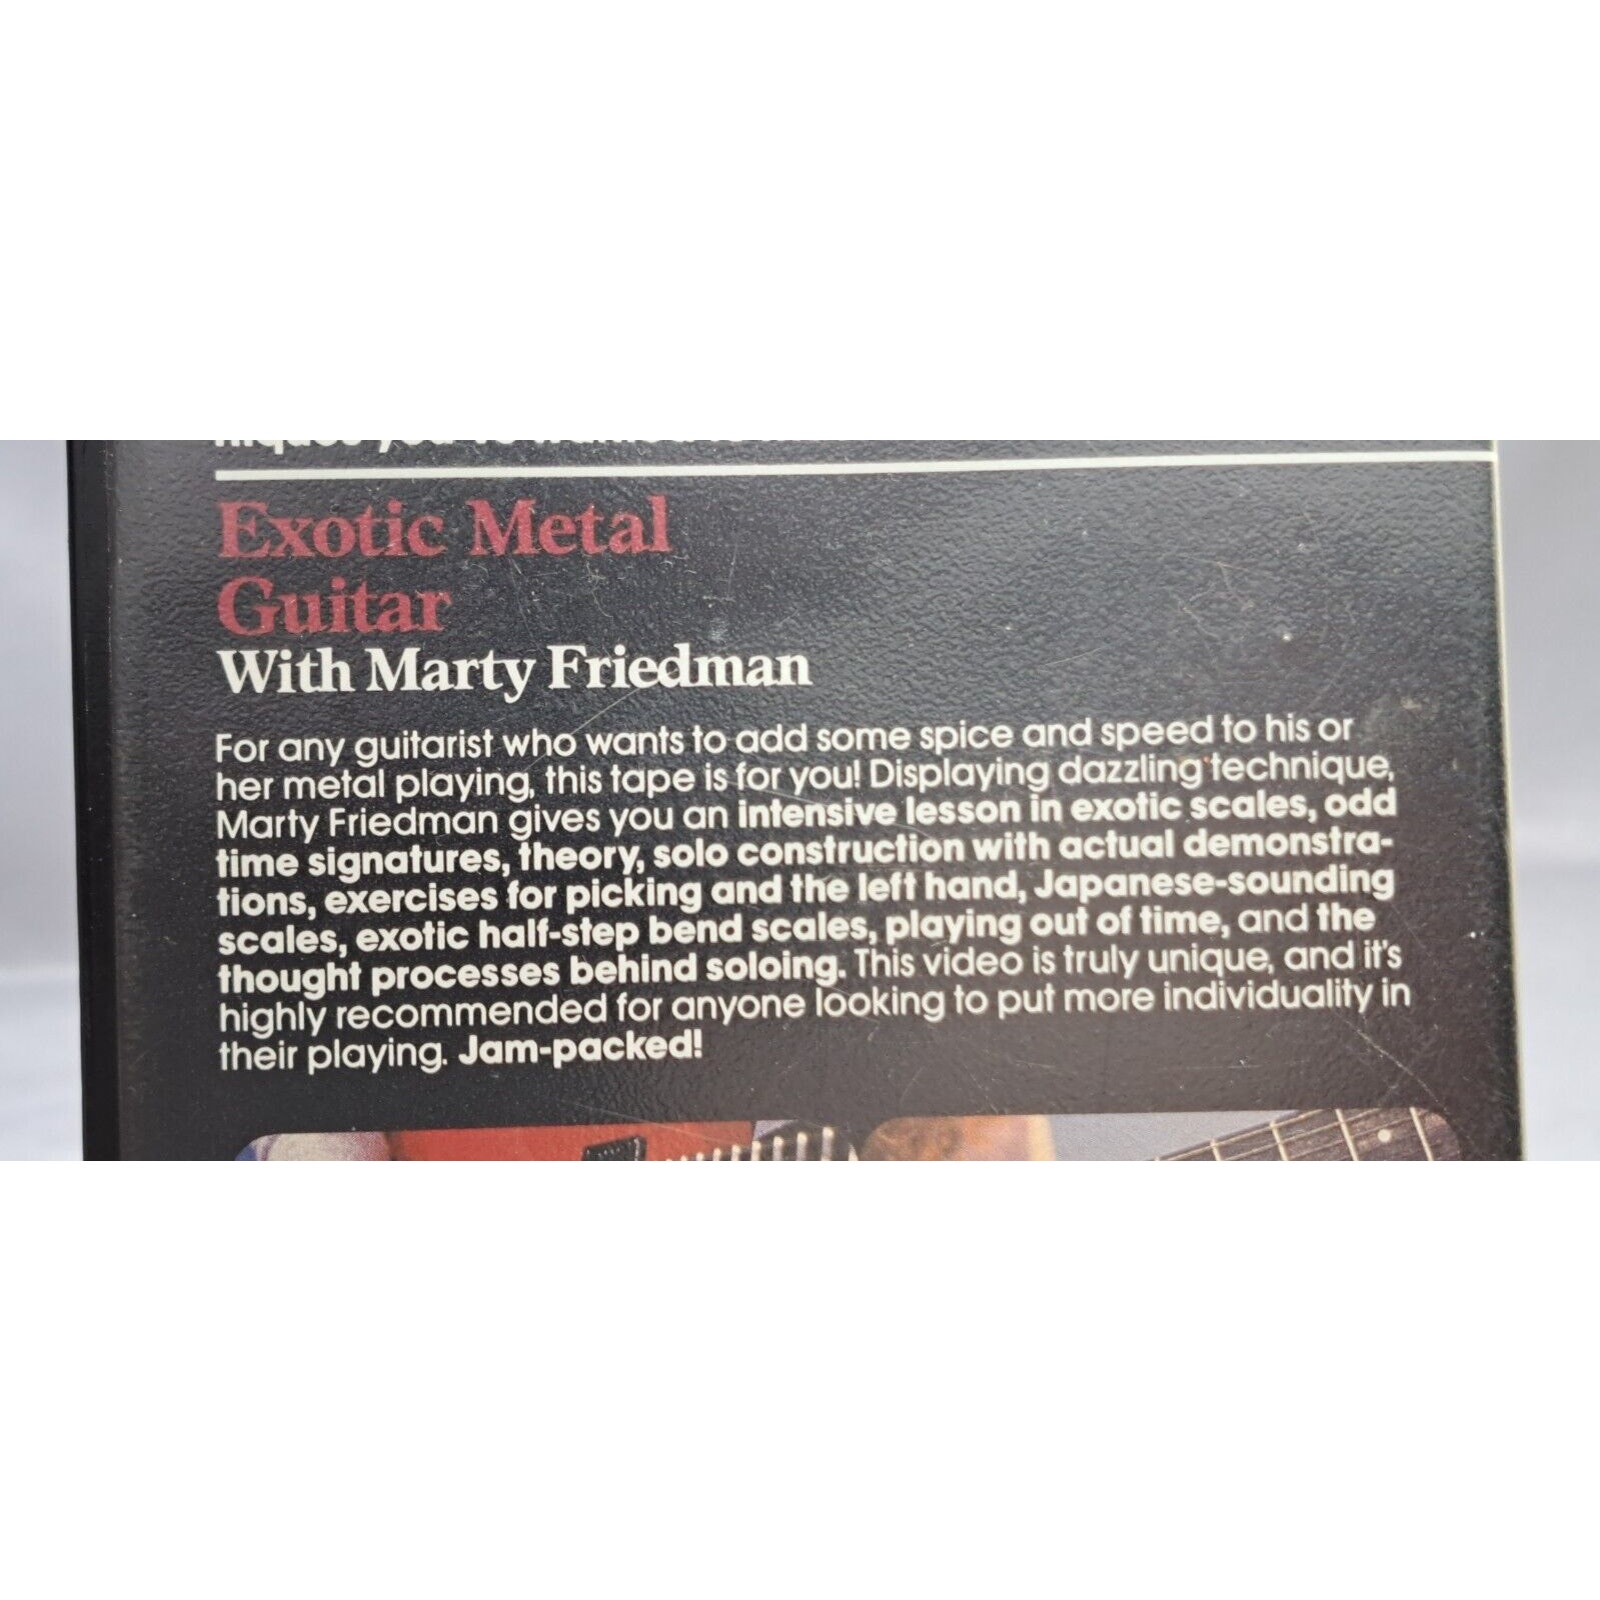 Exotic Metal
Guitar
With Marty Friedman
For any guitarist who wants to add some spice and speed to his or
her metal playing, this tape is for you! Displaying dazzling technique,
Marty Friedman gives you an intensive lesson in exotic scales, odd
time signatures, theory, solo construction with actual demonstra-
tions, exercises for picking and the left hand, Japanese-sounding
scales, exotic half-step bend scales, playing out of time, and the
thought processes behind soloing. This video is truly unique, and it's
highly recommended for anyone looking to put more individuality in
their playing. Jam-packed!